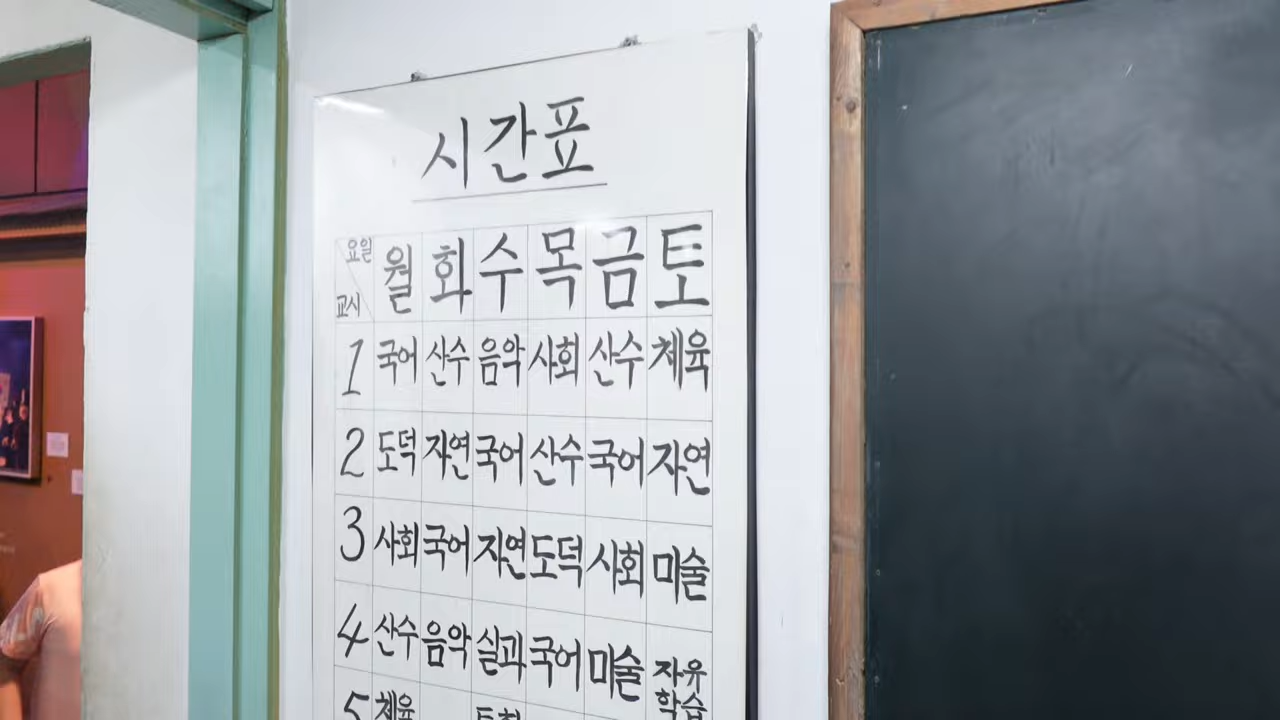 시간표
요일 월 화 수 목 금 토
교시
1 국어 산수 음악 사회 산수 체육
2 도덕 자연 국어 산수 국어 자연
3 사회 국어 자연 도덕 사회 미술
4 산수 음악 실과 국어 미술 자유
학습
5 체육